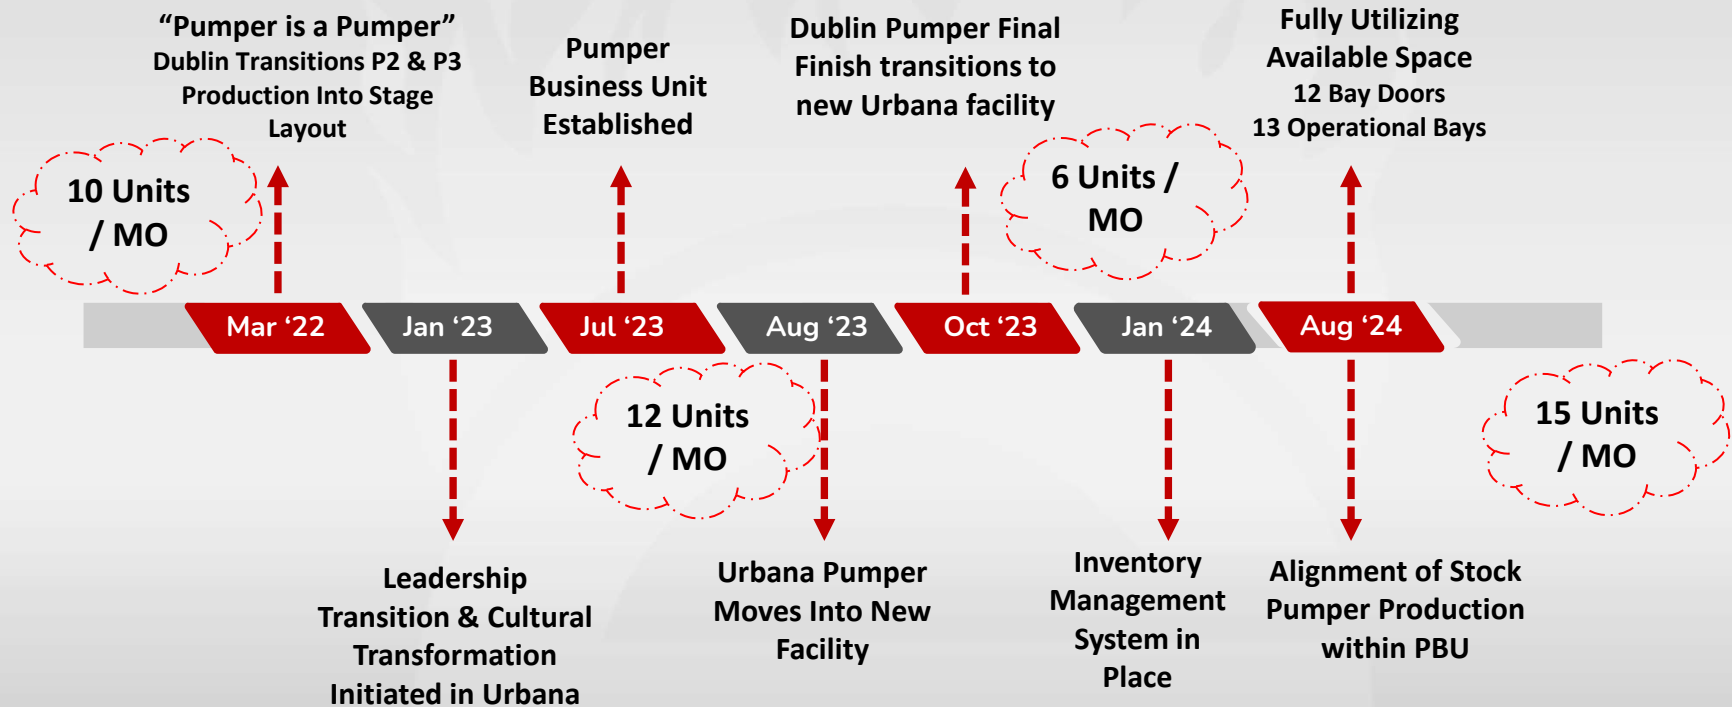 “Pumper is a Pumper”
Dublin Transitions P2 & P3
Production Into Stage
Layout
Pumper
Business Unit
Established
Dublin Pumper Final
Finish transitions to
new Urbana facility
Fully Utilizing
Available Space
12 Bay Doors
13 Operational Bays
10 Units
/ MO
6 Units /
MO
Mar ‘22
Jan ‘23
Jul ‘23
Aug ‘23
Oct ‘23
Jan ‘24
Aug ‘24
12 Units
/ MO
15 Units
/ MO
Leadership
Transition & Cultural
Transformation
Initiated in Urbana
Urbana Pumper
Moves Into New
Facility
Inventory
Management
System in
Place
Alignment of Stock
Pumper Production
within PBU